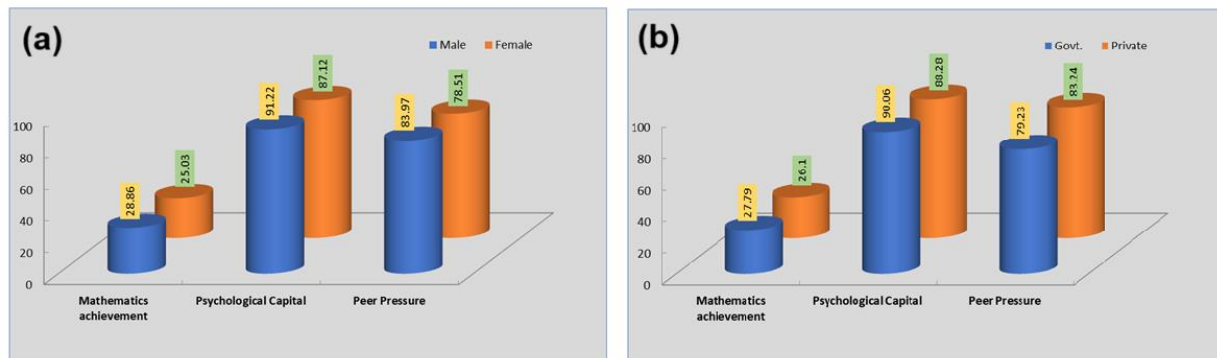 (a)
Male Female
91.22
87.12
83.97
78.51
28.86
25.03
100
80
60
40
20
0
Mathematics
achievement
Psychological Capital
Peer Pressure
(b)
Govt. Private
90.06
88.28
79.23
83.24
27.79
26.1
100
80
60
40
20
0
Mathematics
achievement
Psychological Capital
Peer Pressure